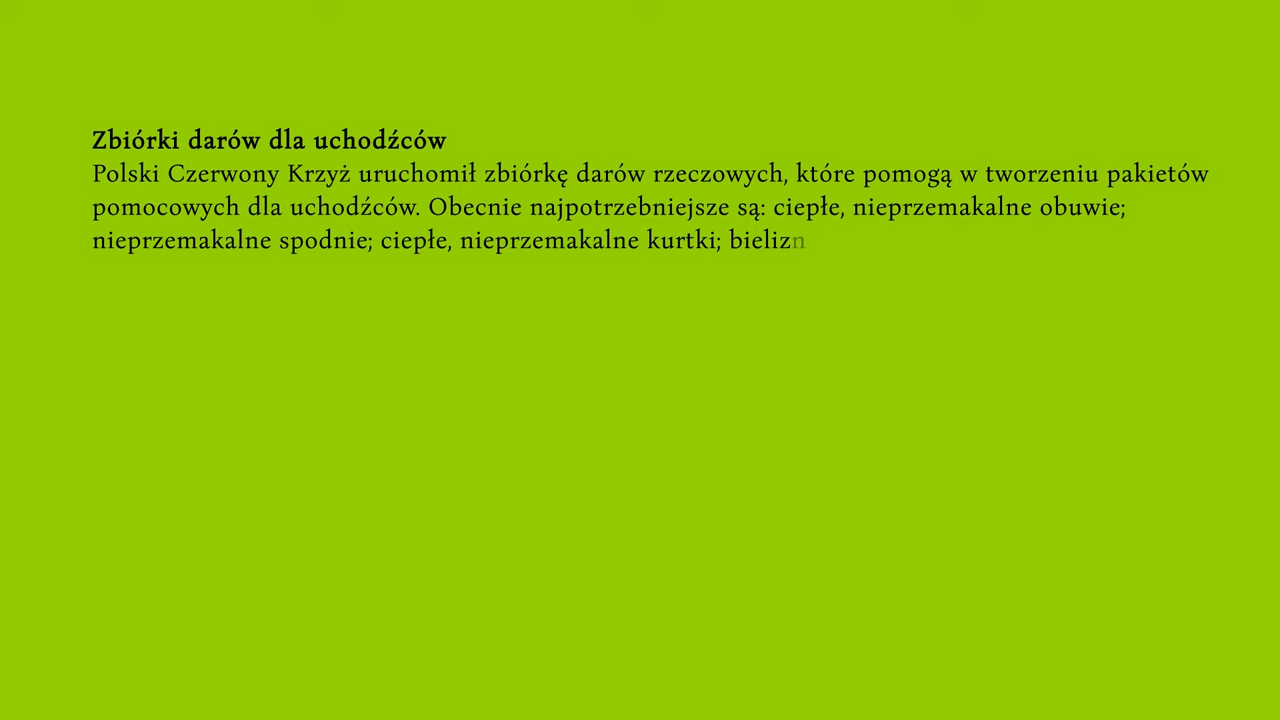 Zbiórki darów dla uchodźców
Polski Czerwony Krzyż uruchomił zbiórkę darów rzeczowych, które pomogą w tworzeniu pakietów
pomocowych dla uchodźców. Obecnie najpotrzebniejsze są: ciepłe, nieprzemakalne obuwie;
nieprzemakalne spodnie; ciepłe, nieprzemakalne kurtki; bielizn